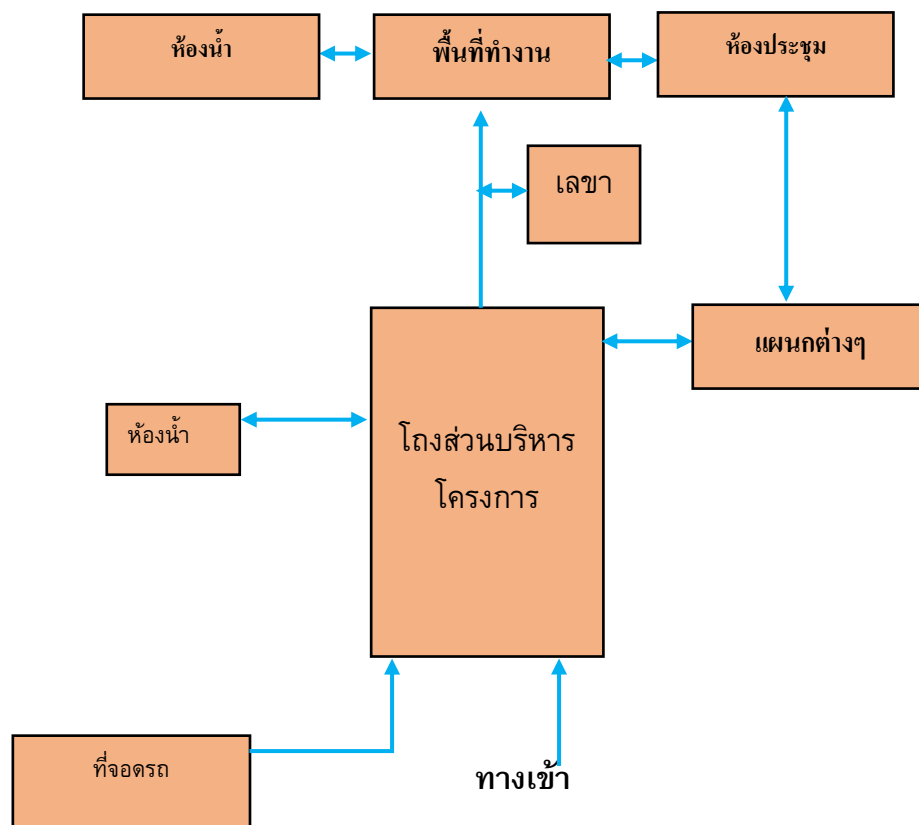 ห้องน้ำ
พื้นที่ทำงาน
ห้องประชุม
เลขา
แผนกต่างๆ
ห้องน้ำ
โถงส่วนบริหาร
โครงการ
ที่จอดรถ
ทางเข้า